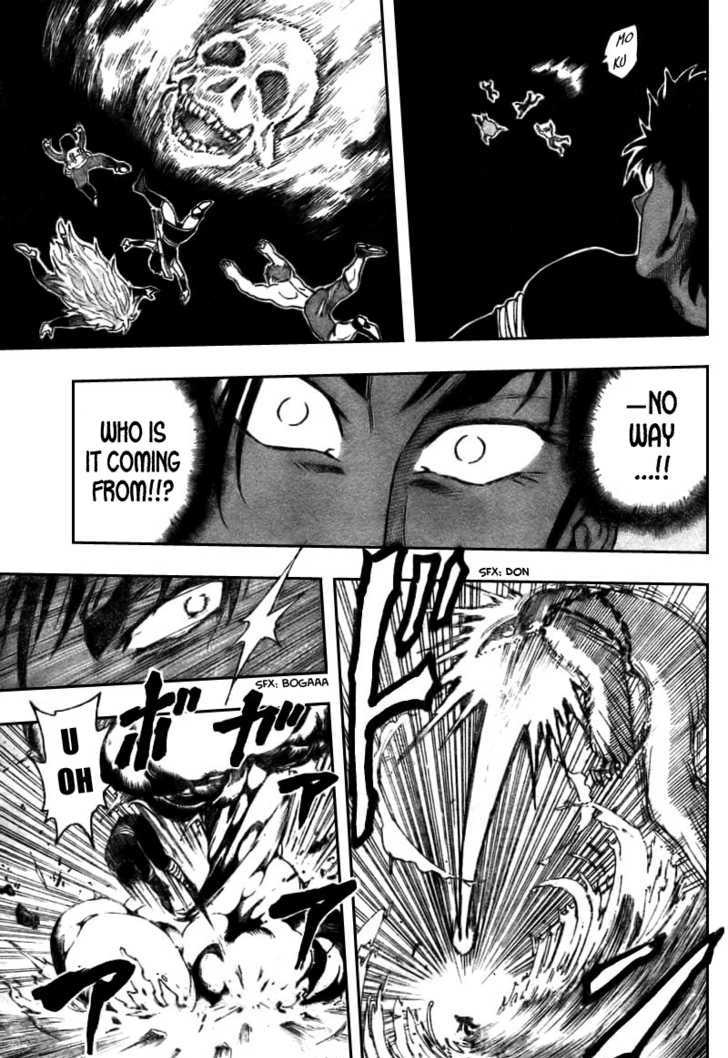 MO
KU
—NO
WAY
....!!
WHO IS
IT COMING
FROM!!?
SFX: DON
ドン
SFX: BOGAAA
ボガアアア
U
OH